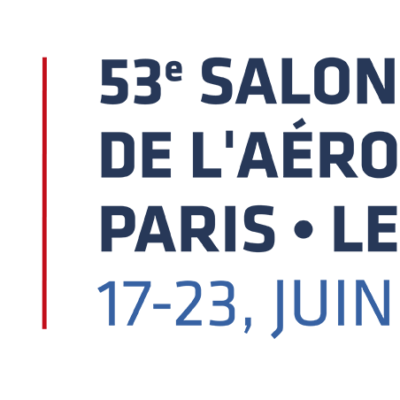 53e SALON
DE L'AÉRO
PARIS • LE
17-23, JUIN